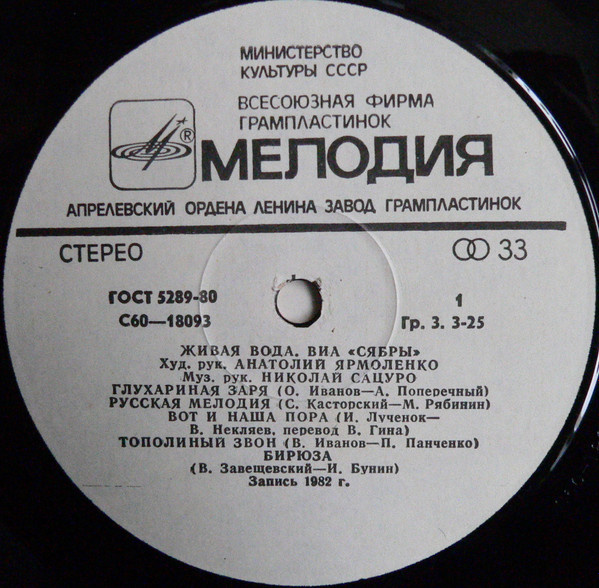 МИНИСТЕРСТВО
КУЛЬТУРЫ СССР
ВСЕСОЮЗНАЯ ФИРМА
ГРАМПЛАСТИНОК
®
МЕЛОДИЯ
АПРЕЛЕВСКИЙ ОРДЕНА ЛЕНИНА ЗАВОД ГРАМПЛАСТИНОК
СТЕРЕО 33
ГОСТ 5289-80 1
С60—18093 Гр. 3. 3-25
ЖИВАЯ ВОДА. ВИА «СЯБРЫ»
Худ. рук. АНАТОЛИЙ ЯРМОЛЕНКО
Муз. рук. НИКОЛАЙ САЦУРО
ГЛУХАРИНАЯ ЗАРЯ (О. Иванов—А. Поперечный)
РУССКАЯ МЕЛОДИЯ (С. Касторский—М. Рябинин)
ВОТ И НАША ПОРА (И. Лученок—
В. Некляев, перевод В. Гина)
ТОПОЛИНЫЙ ЗВОН (В. Иванов—П. Панченко)
БИРЮЗА
(В. Завещевский—И. Бунин)
Запись 1982 г.